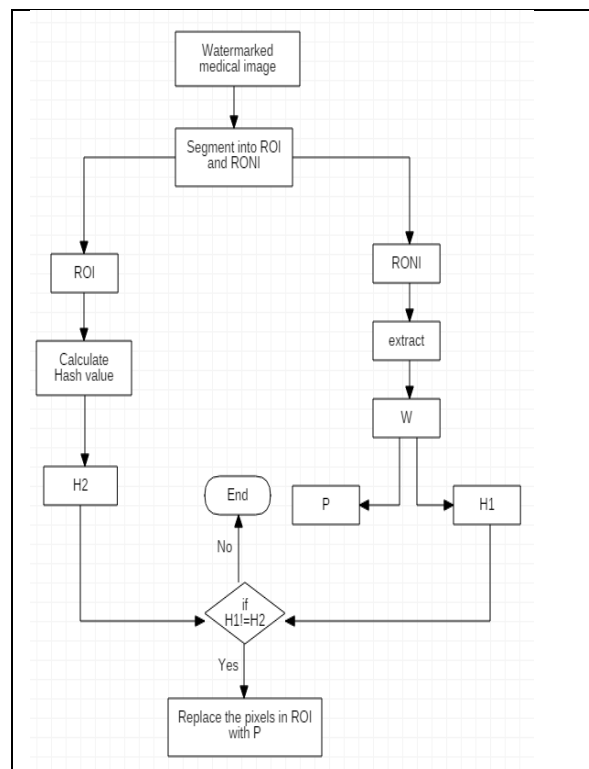 Watermarked
medical image
Segment into ROI
and RONI
ROI
RONI
Calculate
Hash value
extract
W
H2
End
P
H1
No
if
H1!=H2
Yes
Replace the pixels in ROI
with P